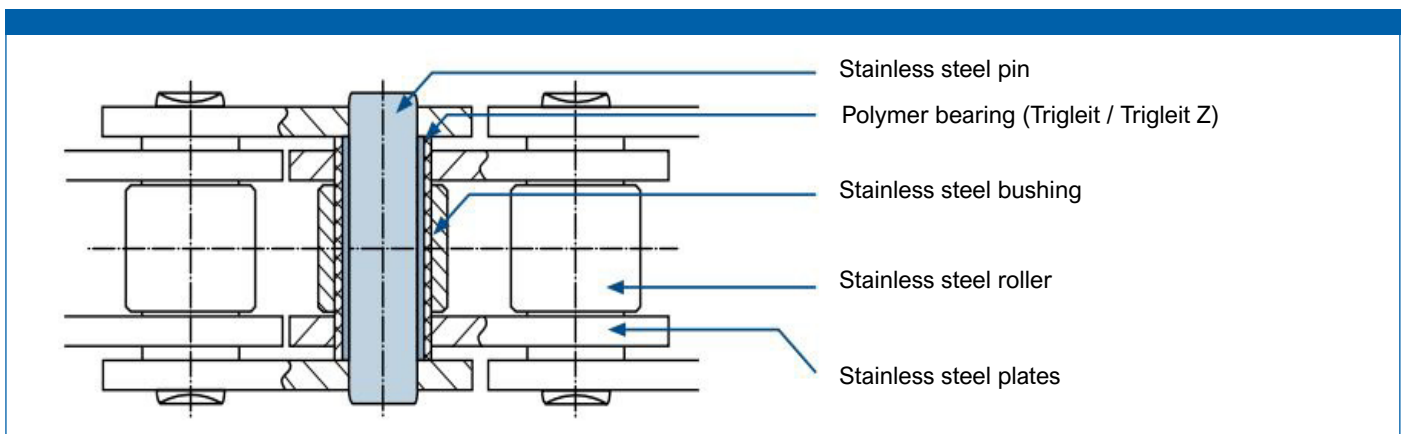 Stainless steel pin
Polymer bearing (Trigleit / Trigleit Z)
Stainless steel bushing
Stainless steel roller
Stainless steel plates